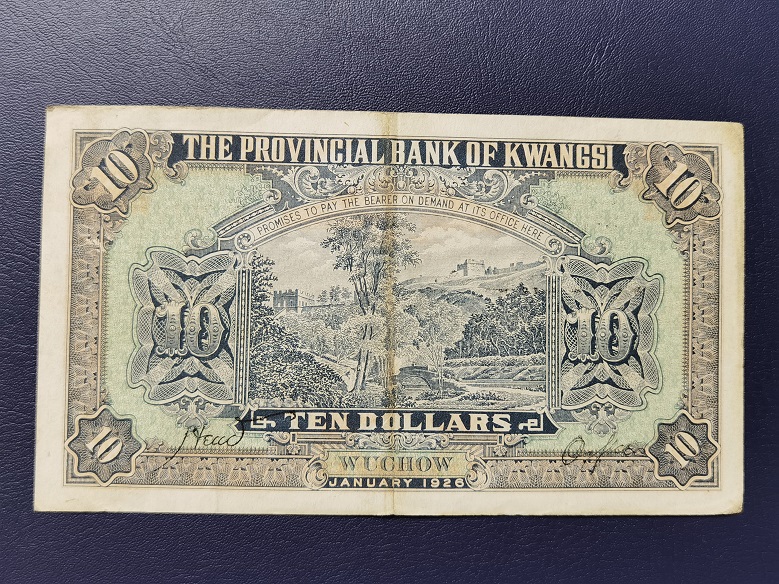 10 THE PROVINCIAL BANK OF KWANGSI 10
PROMISES TO PAY THE BEARER ON DEMAND AT ITS OFFICE HERE
10 10
TEN DOLLARS
10 10
WUCHOW
JANUARY 1926